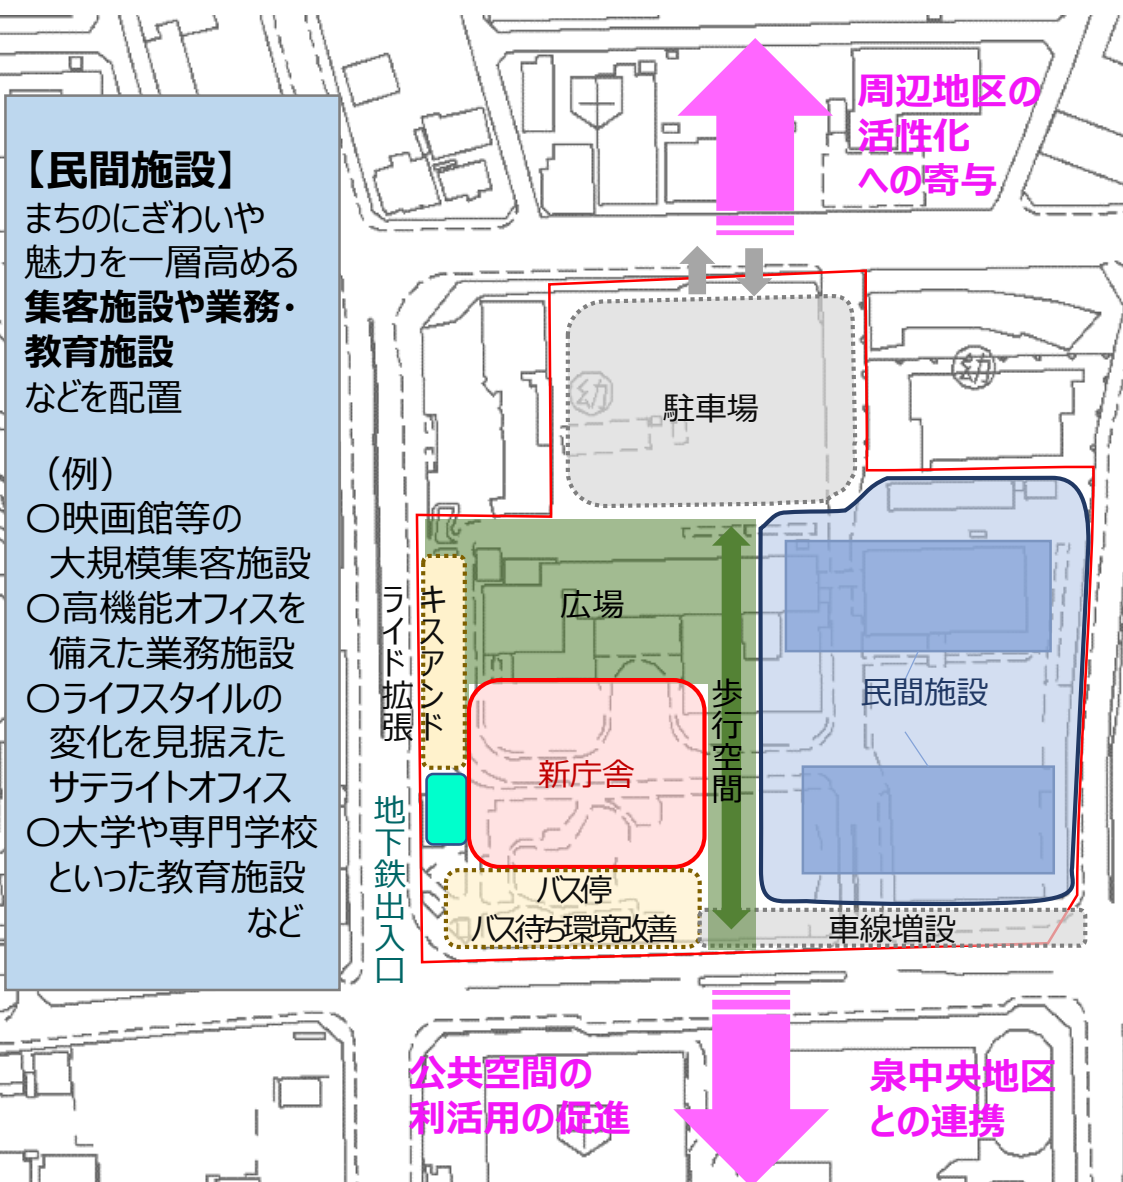 【民間施設】
まちのにぎわいや
魅力を一層高める
集客施設や業務・
教育施設
などを配置
（例）
〇映画館等の
大規模集客施設
〇高機能オフィスを
備えた業務施設
〇ライフスタイルの
変化を見据えた
サテライトオフィス
〇大学や専門学校
といった教育施設
など
周辺地区の
活性化
への寄与
幼
幼
駐車場
広場
キスアンド
ライド拡張
歩行空間
民間施設
新庁舎
地下鉄出入口
バス停
バス待ち環境改善
車線増設
公共空間の
利活用の促進
泉中央地区
との連携